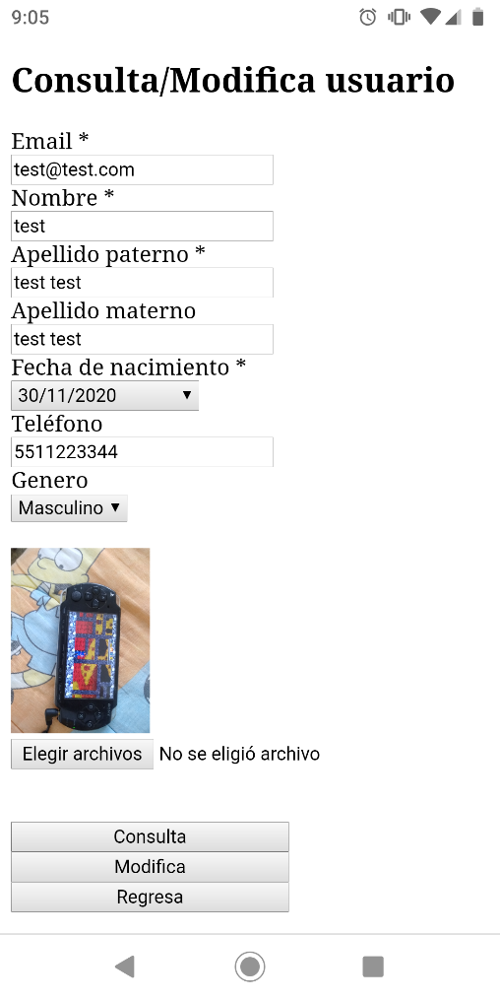 9:05
Consulta/Modifica usuario
Email *
test@test.com
Nombre *
test
Apellido paterno *
test test
Apellido materno
test test
Fecha de nacimiento *
30/11/2020
Teléfono
5511223344
Genero
Masculino
Elegir archivos No se eligió archivo
Consulta
Modifica
Regresa